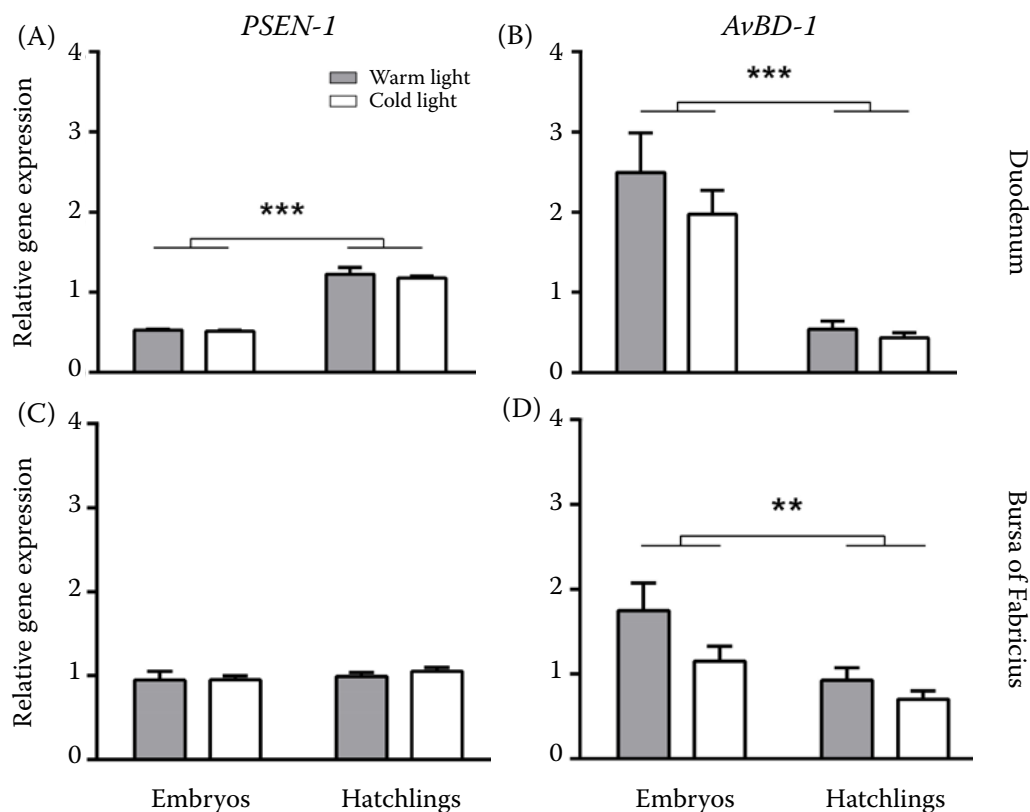 (A)
PSEN-1
4
3
2
1
0
Relative gene expression
Warm light
Cold light
***
(B)
AvBD-1
4
3
2
1
0
***
Duodenum
(C)
4
3
2
1
0
Relative gene expression
Embryos
Hatchlings
(D)
4
3
2
1
0
**
Embryos
Hatchlings
Bursa of Fabricius